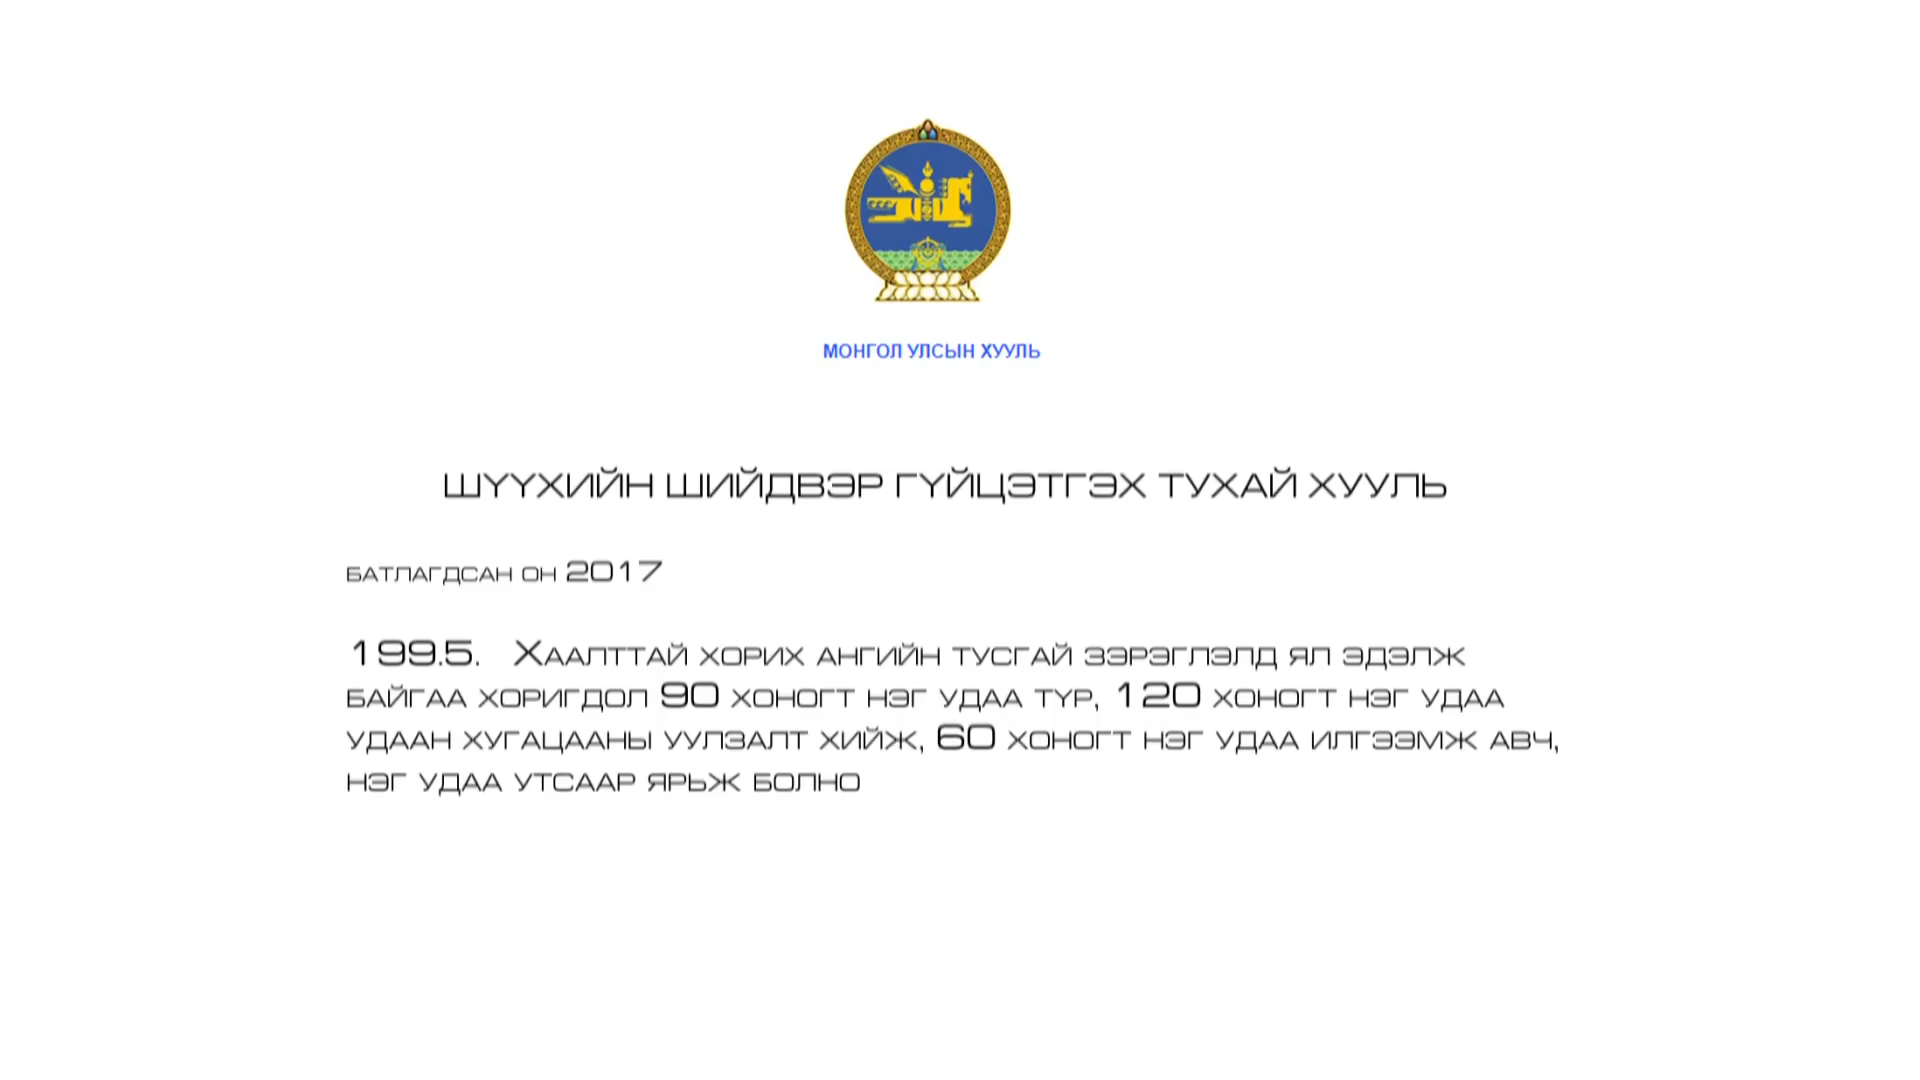 МОНГОЛ УЛСЫН ХУУЛЬ
ШҮҮХИЙН ШИЙДВЭР ГҮЙЦЭТГЭХ ТУХАЙ ХУУЛЬ
БАТЛАГДСАН ОН 2017
199.5. ХААЛТТАЙ ХОРИХ АНГИЙН ТУСГАЙ ЗЭРЭГЛЭЛД ЯЛ ЭДЭЛЖ
БАЙГАА ХОРИГДОЛ 90 ХОНОГТ НЭГ УДАА ТҮР, 120 ХОНОГТ НЭГ УДАА
УДААН ХУГАЦААНЫ УУЛЗАЛТ ХИЙЖ, 60 ХОНОГТ НЭГ УДАА ИЛГЭЭМЖ АВЧ,
НЭГ УДАА УТСААР ЯРЬЖ БОЛНО